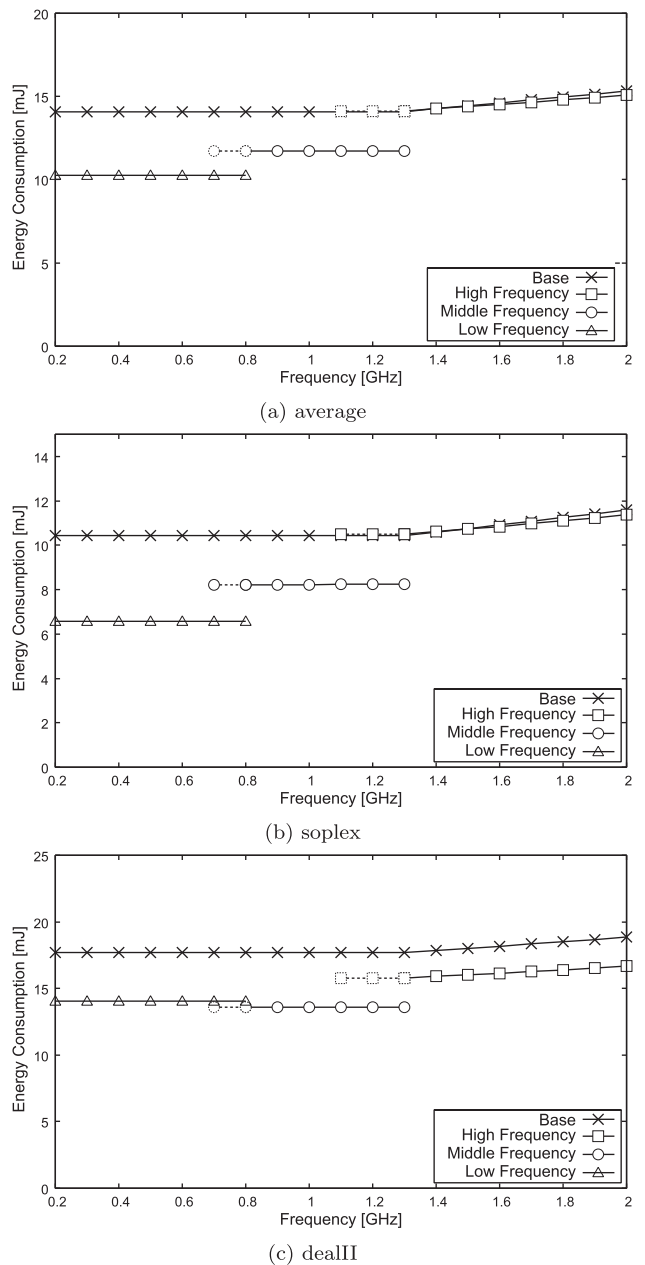 20
15
10
5
0
Energy Consumption [mJ]
Base
High Frequency
Middle Frequency
Low Frequency
0.2 0.4 0.6 0.8 1 1.2 1.4 1.6 1.8 2
Frequency [GHz]
(a) average
14
12
10
8
6
4
2
0
Energy Consumption [mJ]
Base
High Frequency
Middle Frequency
Low Frequency
0.2 0.4 0.6 0.8 1 1.2 1.4 1.6 1.8 2
Frequency [GHz]
(b) soplex
25
20
15
10
5
0
Energy Consumption [mJ]
Base
High Frequency
Middle Frequency
Low Frequency
0.2 0.4 0.6 0.8 1 1.2 1.4 1.6 1.8 2
Frequency [GHz]
(c) dealII